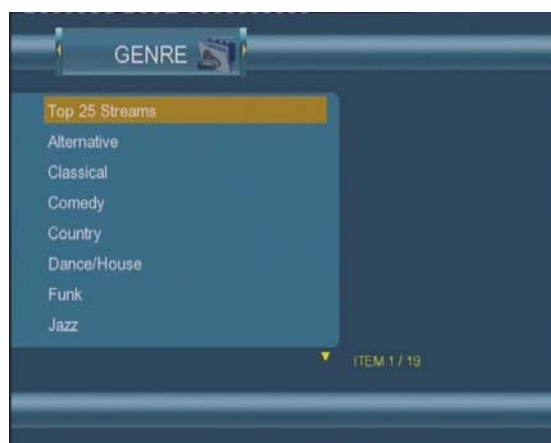 GENRE
Top 25 Streams
Alternative
Classical
Comedy
Country
Dance/House
Funk
Jazz
ITEM 1 / 19